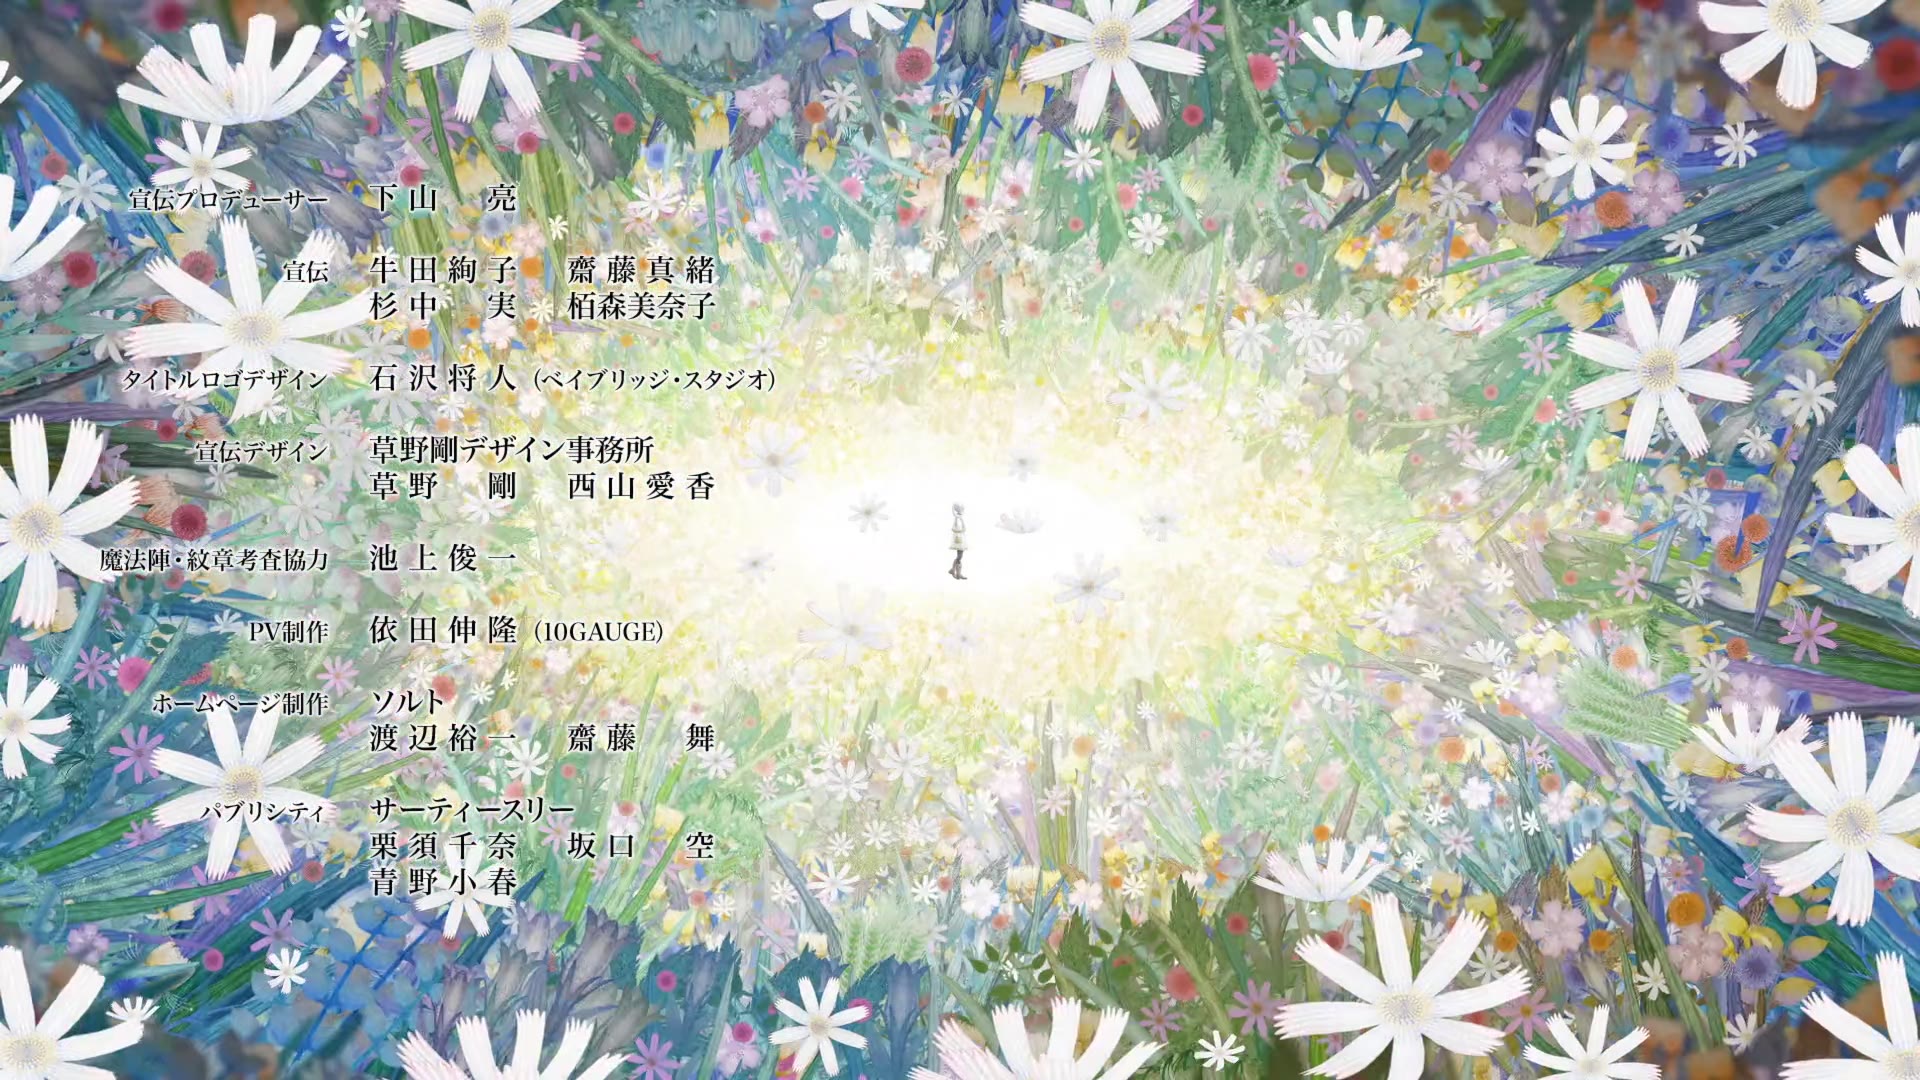 宣伝プロデューサー 下山 亮
宣伝 牛田絢子 齋藤真緒
杉中 実 栢森美奈子
タイトルロゴデザイン 石沢将人（ベイブリッジ・スタジオ）
宣伝デザイン 草野剛デザイン事務所
草野 剛 西山愛香
魔法陣・紋章考査協力 池上俊一
PV制作 依田伸隆（10GAUGE）
ホームページ制作 ソルト
渡辺裕一 齋藤 舞
パブリシティ サーティースリー
栗須千奈 坂口 空
青野小春